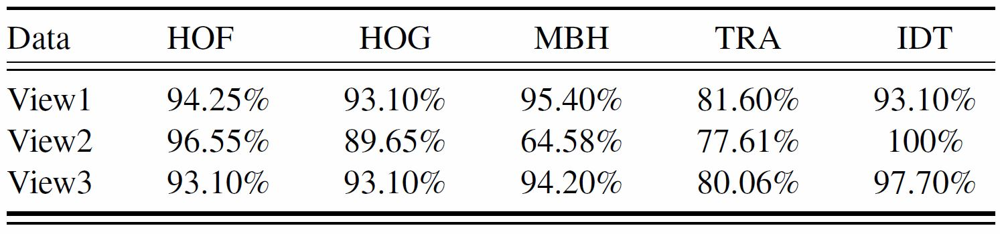 Data HOF HOG MBH TRA IDT
View1 94.25% 93.10% 95.40% 81.60% 93.10%
View2 96.55% 89.65% 64.58% 77.61% 100%
View3 93.10% 93.10% 94.20% 80.06% 97.70%